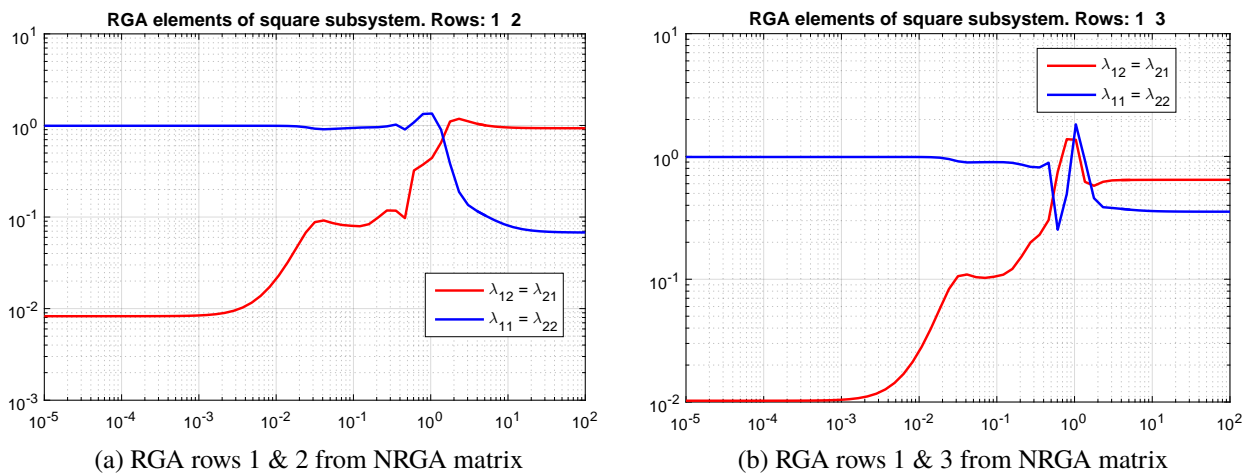 RGA elements of square subsystem. Rows: 1 2
10^1
10^0
10^-1
10^-2
10^-3
λ12 = λ21
λ11 = λ22
10^-5 10^-4 10^-3 10^-2 10^-1 10^0 10^1 10^2
(a) RGA rows 1 & 2 from NRGA matrix
RGA elements of square subsystem. Rows: 1 3
10^1
10^0
10^-1
10^-2
λ12 = λ21
λ11 = λ22
10^-5 10^-4 10^-3 10^-2 10^-1 10^0 10^1 10^2
(b) RGA rows 1 & 3 from NRGA matrix